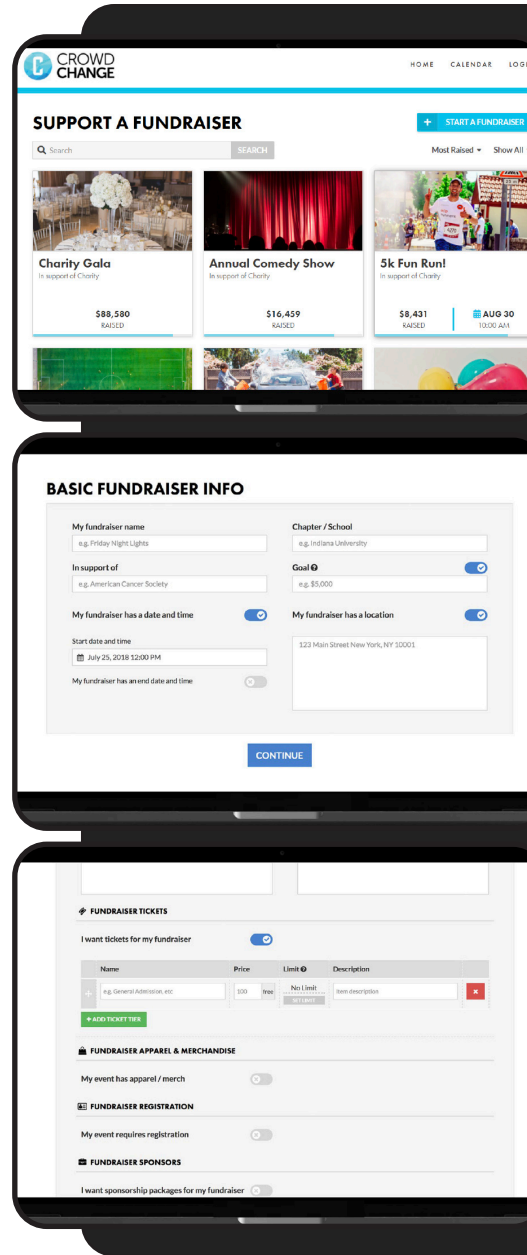 CROWD
CHANGE
HOME CALENDAR
SUPPORT A FUNDRAISER
+ START A FUNDRAISER
Search SEARCH
Most Raised Show All
Charity Gala
In support of Charity
$88,580
RAISED
Annual Comedy Show
In support of Charity
$16,459
RAISED
5k Fun Run!
In support of Charity
$8,431
RAISED
AUG 30
10:00 AM
BASIC FUNDRAISER INFO
My fundraiser name
e.g. Friday Night Lights
Chapter / School
e.g. Indiana University
In support of
e.g. American Cancer Society
Goal
e.g. $5,000
My fundraiser has a date and time
My fundraiser has a location
Start date and time
July 25, 2018 12:00 PM
123 Main Street New York, NY 10001
My fundraiser has an end date and time
CONTINUE
FUNDRAISER TICKETS
I want tickets for my fundraiser
Name Price Limit Description
e.g. General Admission, etc 100 free No Limit Item description
SET LIMIT
+ ADD TICKET TIER
FUNDRAISER APPAREL & MERCHANDISE
My event has apparel / merch
FUNDRAISER REGISTRATION
My event requires registration
FUNDRAISER SPONSORS
I want sponsorship packages for my fundraiser